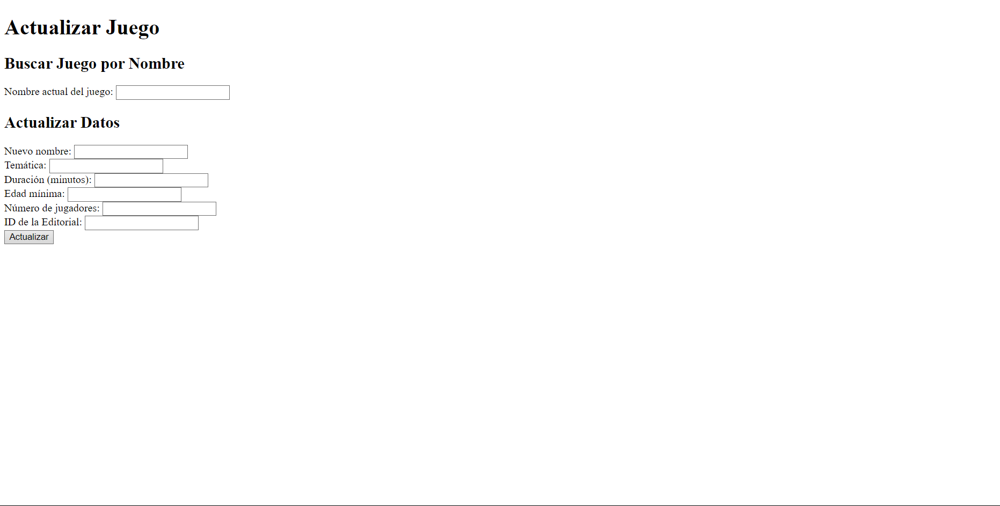 Actualizar Juego
Buscar Juego por Nombre
Nombre actual del juego:
Actualizar Datos
Nuevo nombre:
Temática:
Duración (minutos):
Edad mínima:
Número de jugadores:
ID de la Editorial:
Actualizar